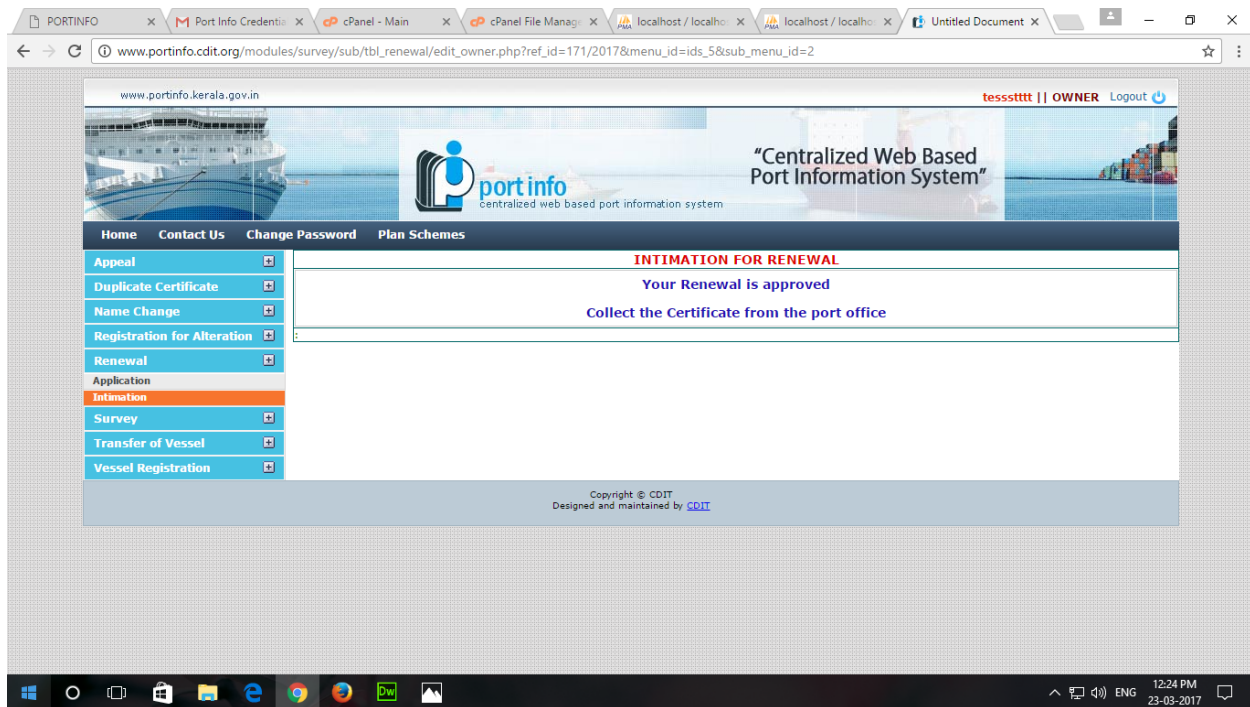 PORTINFO
Port Info Credentia
cPanel - Main
cPanel File Manage
localhost / localho
localhost / localho
Untitled Document
www.portinfo.cdit.org/modules/survey/sub/tbl_renewal/edit_owner.php?ref_id=171/2017&menu_id=ids_5&sub_menu_id=2
www.portinfo.kerala.gov.in
tessstttt || OWNER Logout
port info
centralized web based port information system
"Centralized Web Based
Port Information System"
Home Contact Us Change Password Plan Schemes
Appeal
Duplicate Certificate
Name Change
Registration for Alteration
Renewal
Application
Intimation
Survey
Transfer of Vessel
Vessel Registration
INTIMATION FOR RENEWAL
Your Renewal is approved
Collect the Certificate from the port office
:
Copyright © CDIT
Designed and maintained by CDIT
Dw
ENG
12:24 PM
23-03-2017